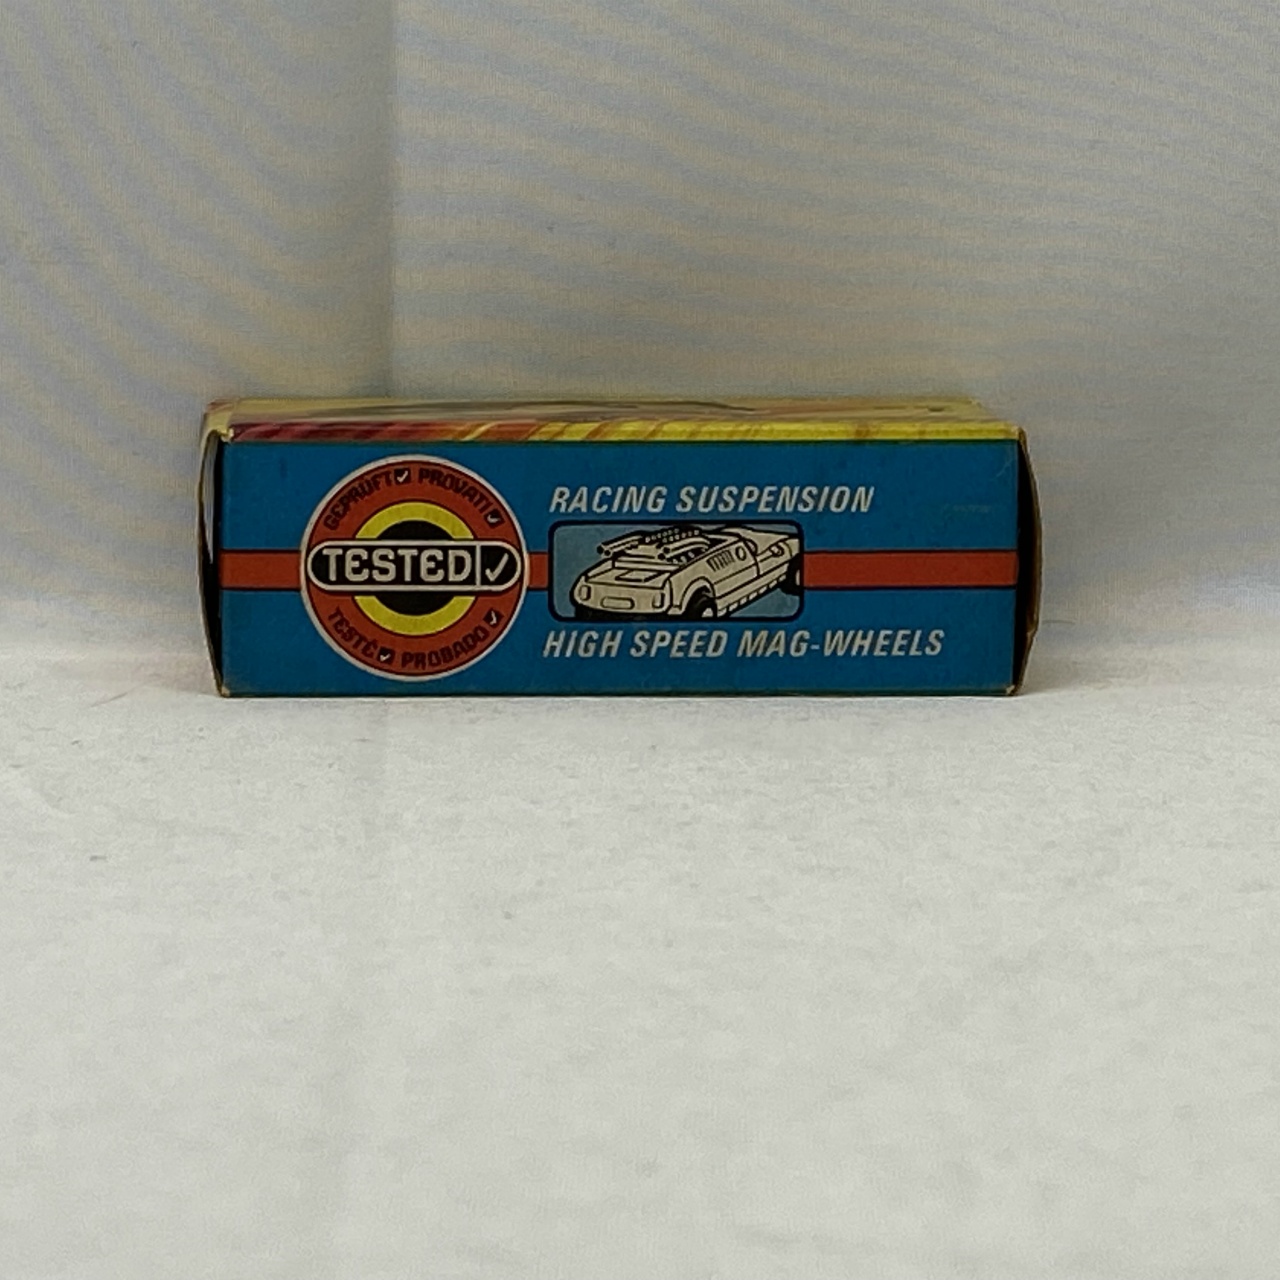 GEPRÜFT PROVATI
TESTED
TESTÉ PROBADO
RACING SUSPENSION
HIGH SPEED MAG-WHEELS